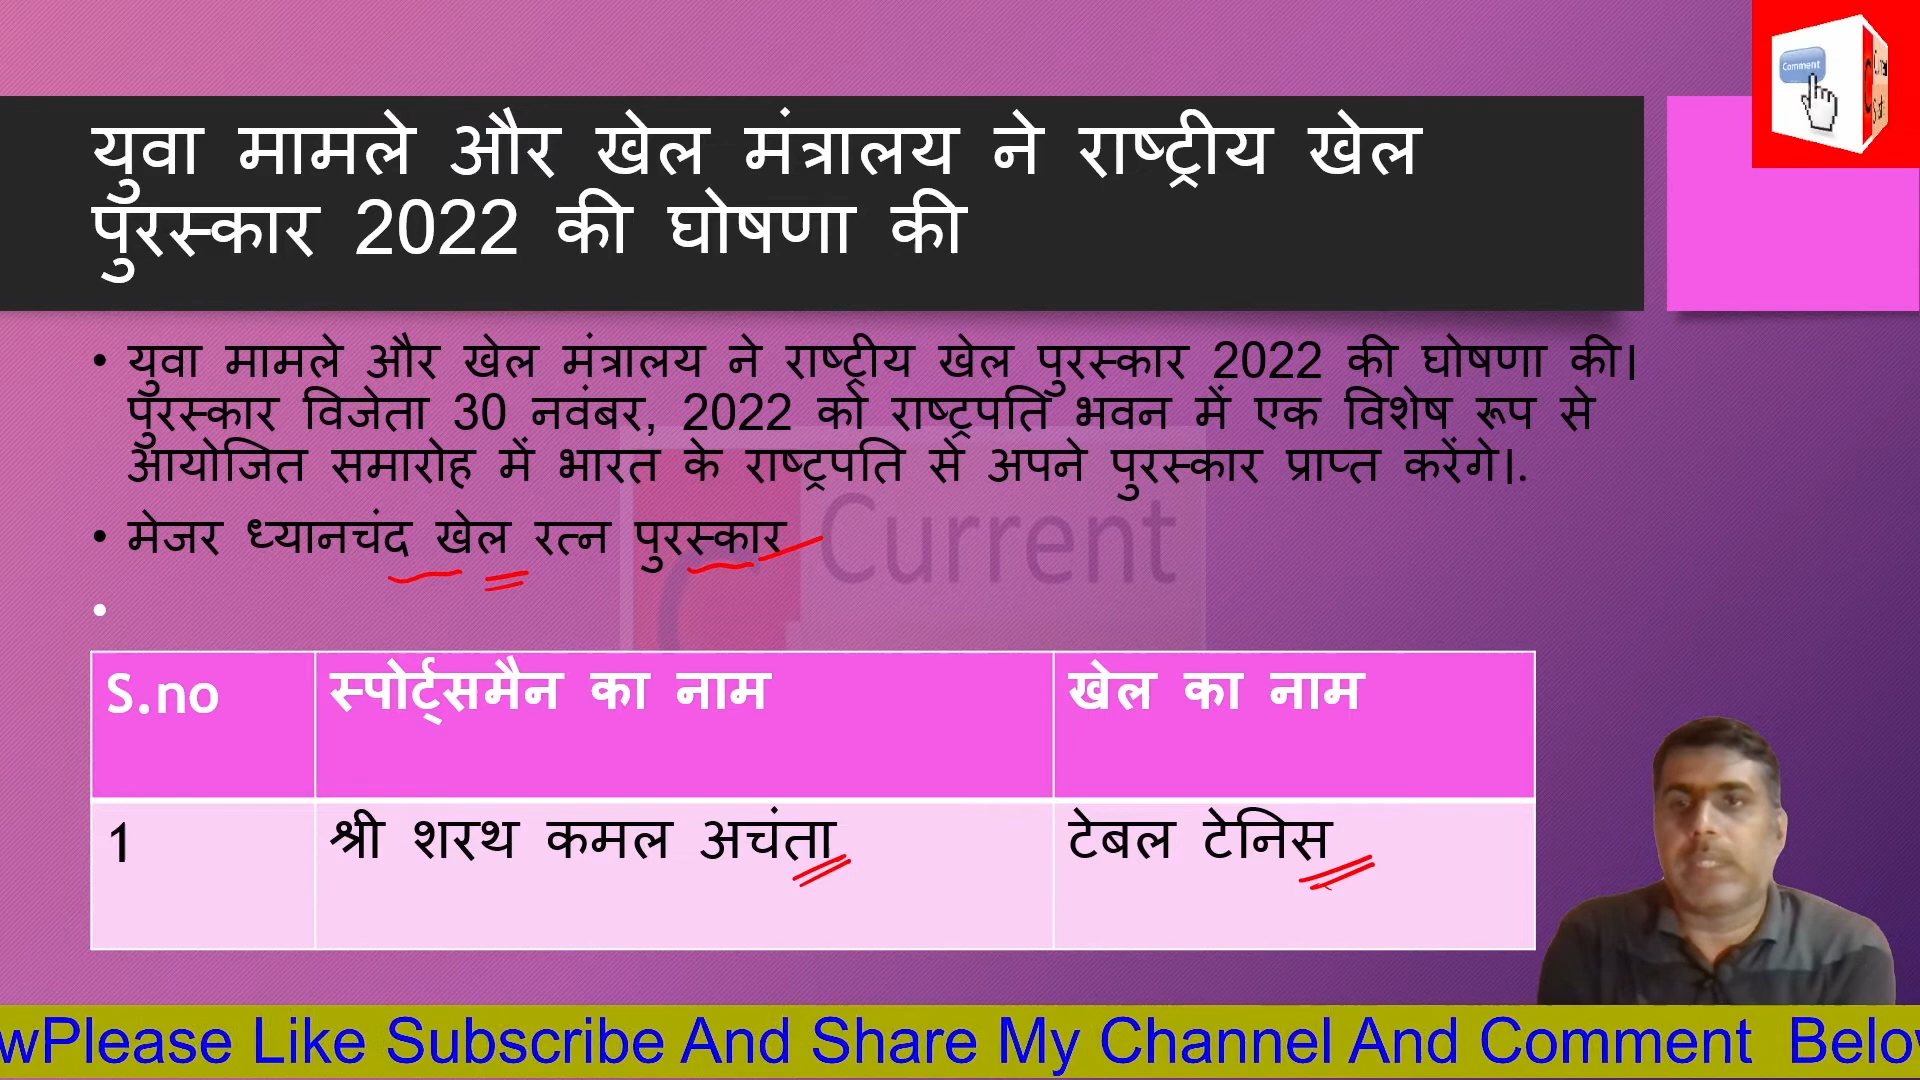 Comment
युवा मामले और खेल मंत्रालय ने राष्ट्रीय खेल
पुरस्कार 2022 की घोषणा की
• युवा मामले और खेल मंत्रालय ने राष्ट्रीय खेल पुरस्कार 2022 की घोषणा की|
पुरस्कार विजेता 30 नवंबर, 2022 को राष्ट्रपति भवन में एक विशेष रूप से
आयोजित समारोह में भारत के राष्ट्रपति से अपने पुरस्कार प्राप्त करेंगे|.
• मेजर ध्यानचंद खेल रत्न पुरस्कार
Current
S.no स्पोर्ट्समैन का नाम खेल का नाम
1 श्री शरथ कमल अचंता टेबल टेनिस
wPlease Like Subscribe And Share My Channel And Comment Below